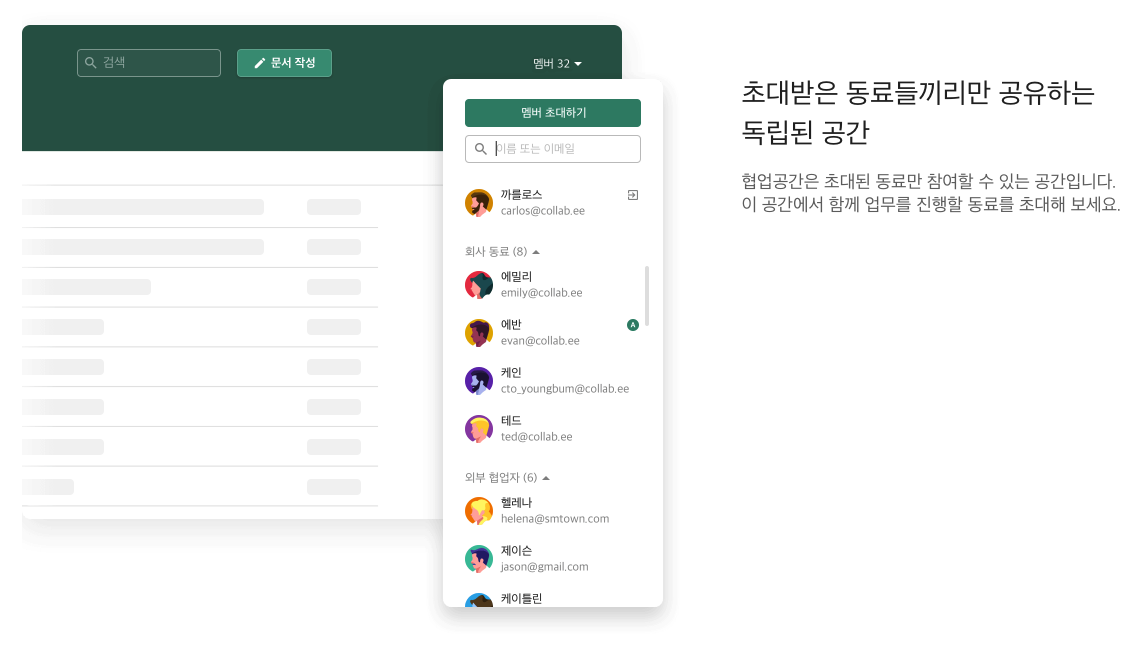 검색
문서 작성
멤버 32
멤버 초대하기
이름 또는 이메일
까를로스
carlos@collab.ee
회사 동료 (8)
에밀리
emily@collab.ee
에반
A
evan@collab.ee
케인
cto_youngbum@collab.ee
테드
ted@collab.ee
외부 협업자 (6)
헬레나
helena@smtown.com
제이슨
jason@gmail.com
케이틀린
초대받은 동료들끼리만 공유하는
독립된 공간
협업공간은 초대된 동료만 참여할 수 있는 공간입니다.
이 공간에서 함께 업무를 진행할 동료를 초대해 보세요.